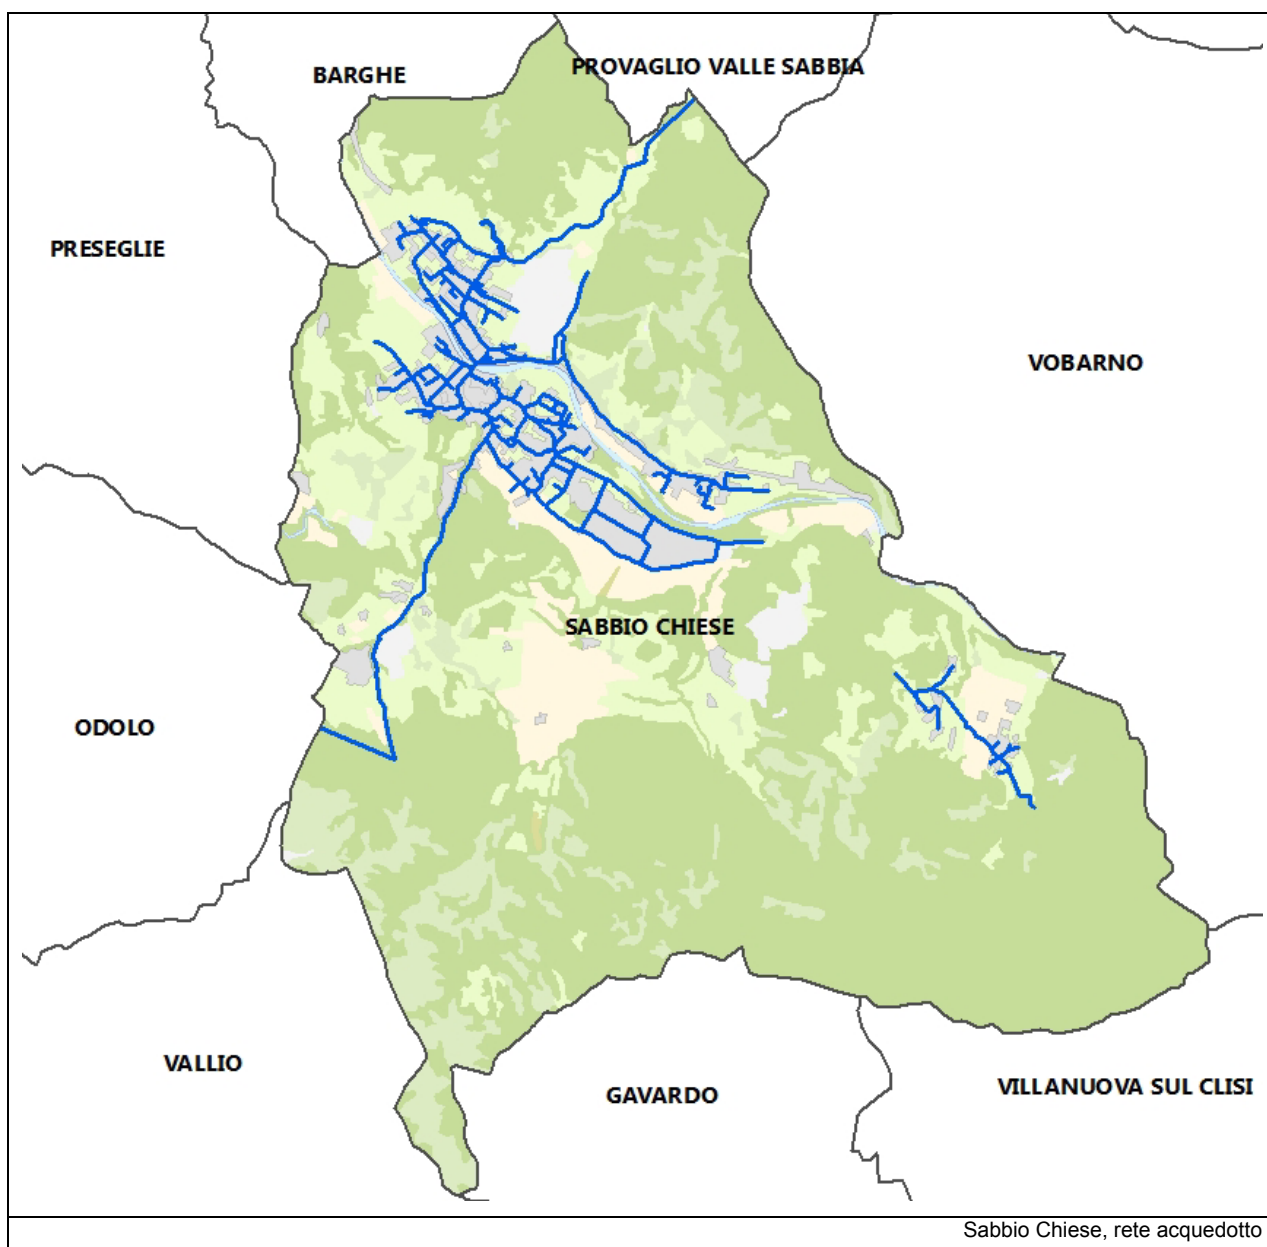 PROVAGLIO VALLE SABBIA
BARGHE
PRESEGLIE
VOBARNO
SABBIO CHIESE
ODOLO
VALLIO
GAVARDO
VILLANUOVA SUL CLISI
Sabbio Chiese, rete acquedotto